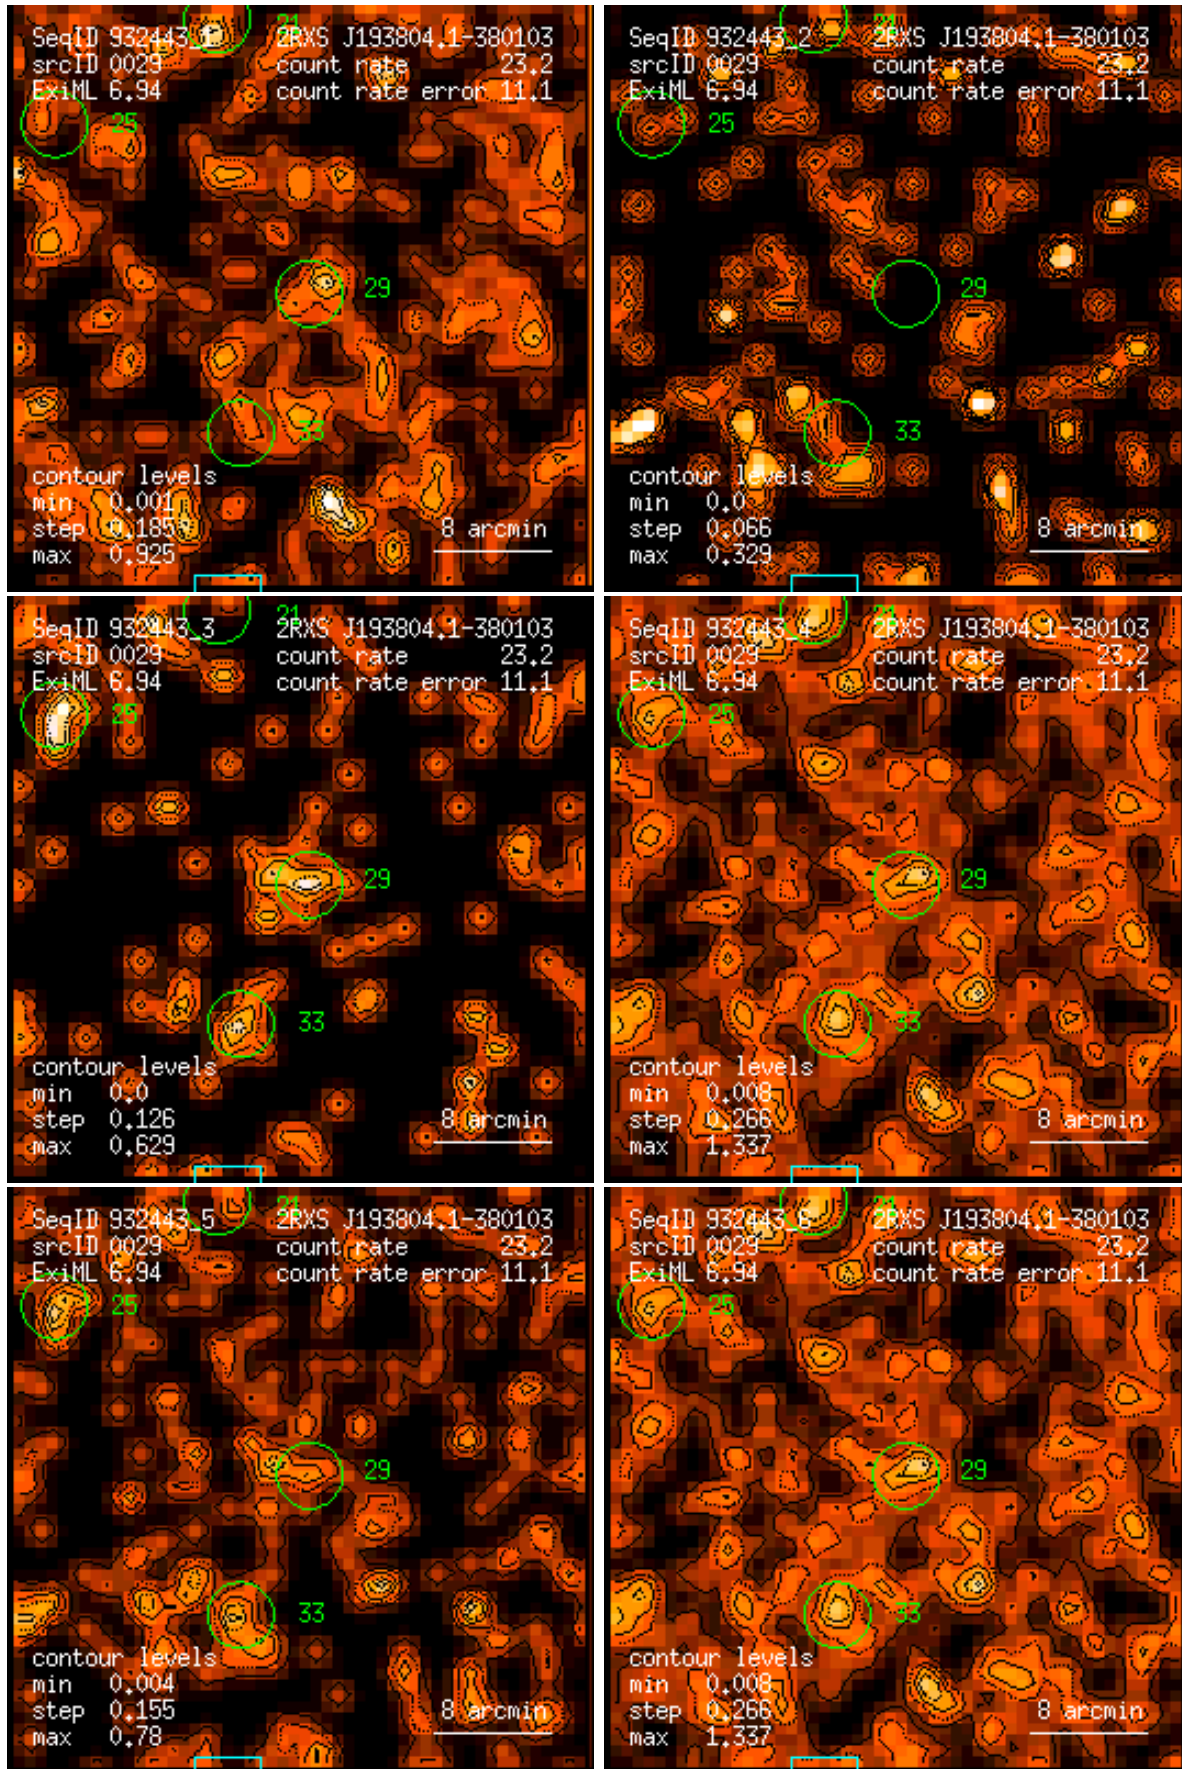 21
SeqID 932443_1 2RXS J193804.1-380103
srcID 0029 count rate 23.2
ExiML 6.94 count rate error 11.1
25
29
33
contour levels
min 0.001
step 0.185 8 arcmin
max 0.925
21
SeqID 932443_2 2RXS J193804.1-380103
srcID 0029 count rate 23.2
ExiML 6.94 count rate error 11.1
25
29
33
contour levels
min 0.0
step 0.066 8 arcmin
max 0.329
21
SeqID 932443_3 2RXS J193804.1-380103
srcID 0029 count rate 23.2
ExiML 6.94 count rate error 11.1
25
29
33
contour levels
min 0.0
step 0.126 8 arcmin
max 0.629
21
SeqID 932443_4 2RXS J193804.1-380103
srcID 0029 count rate 23.2
ExiML 6.94 count rate error 11.1
25
29
33
contour levels
min 0.008
step 0.266 8 arcmin
max 1.337
21
SeqID 932443_5 2RXS J193804.1-380103
srcID 0029 count rate 23.2
ExiML 6.94 count rate error 11.1
25
29
33
contour levels
min 0.004
step 0.155 8 arcmin
max 0.78
21
SeqID 932443_6 2RXS J193804.1-380103
srcID 0029 count rate 23.2
ExiML 6.94 count rate error 11.1
25
29
33
contour levels
min 0.008
step 0.266 8 arcmin
max 1.337